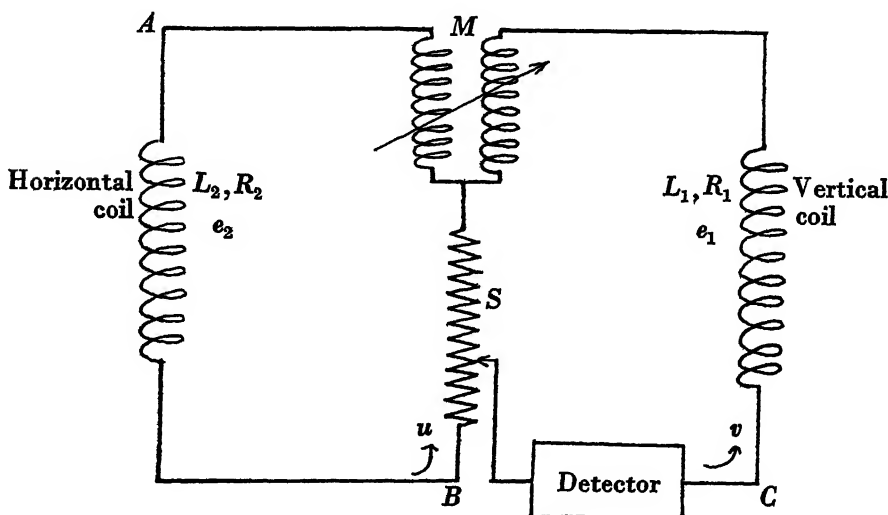 A
M
Horizontal
coil
L₂, R₂
e₂
L₁, R₁
e₁
Vertical
coil
S
u
B
Detector
v
C